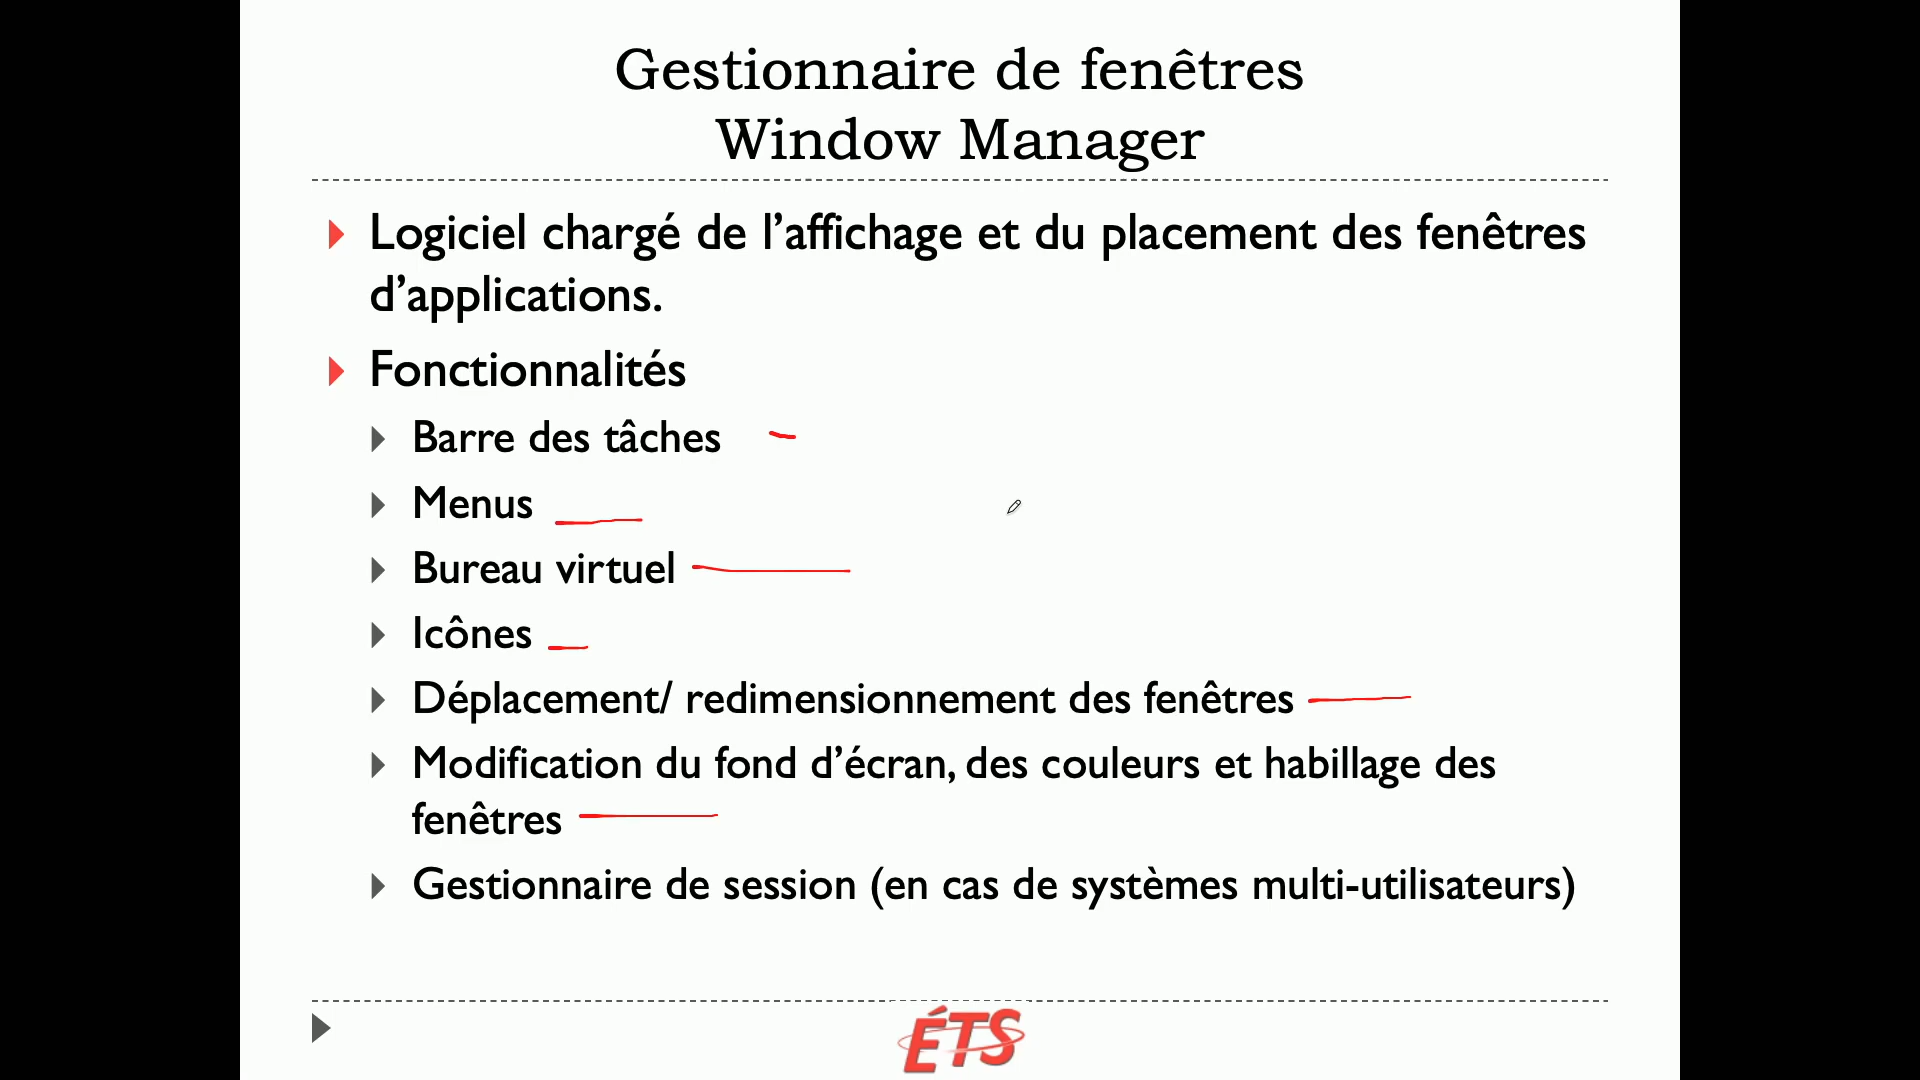 Gestionnaire de fenêtres
Window Manager
Logiciel chargé de l’affichage et du placement des fenêtres
d’applications.
Fonctionnalités
Barre des tâches
Menus
Bureau virtuel
Icônes
Déplacement/ redimensionnement des fenêtres
Modification du fond d’écran, des couleurs et habillage des
fenêtres
Gestionnaire de session (en cas de systèmes multi-utilisateurs)
ÉTS